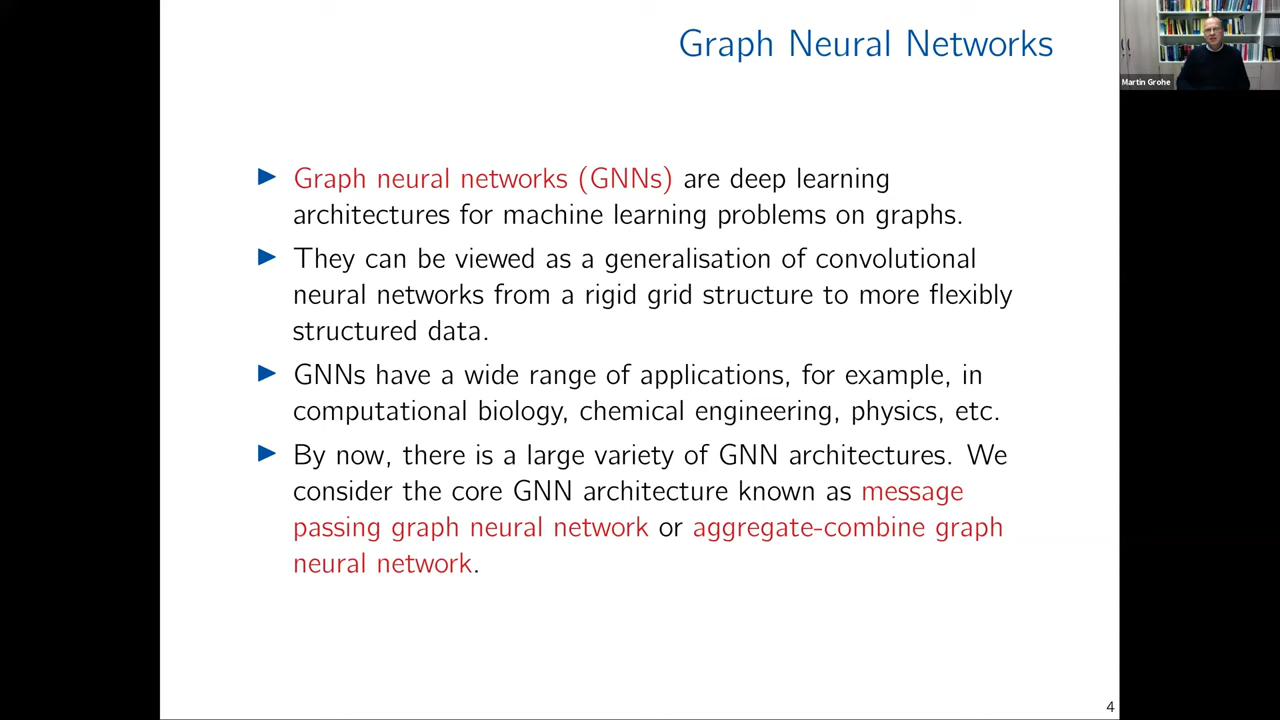 Graph Neural Networks
Martin Grohe
▶ Graph neural networks (GNNs) are deep learning
architectures for machine learning problems on graphs.
▶ They can be viewed as a generalisation of convolutional
neural networks from a rigid grid structure to more flexibly
structured data.
▶ GNNs have a wide range of applications, for example, in
computational biology, chemical engineering, physics, etc.
▶ By now, there is a large variety of GNN architectures. We
consider the core GNN architecture known as message
passing graph neural network or aggregate-combine graph
neural network.
4